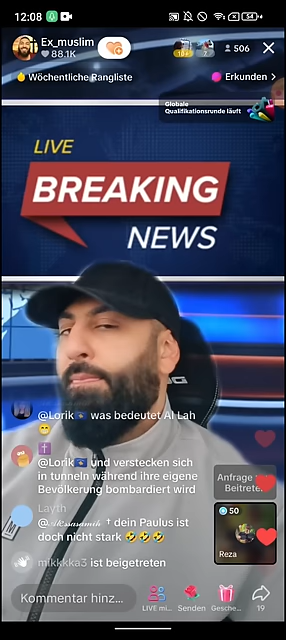 12:08
54
Ex_muslim
88.1K
10+
506
Wöchentliche Rangliste
Erkunden >
Globale
Qualifikationsrunde läuft
LIVE
BREAKING
NEWS
@Lorik was bedeutet Al Lah
😁
✝️
@Lorik und verstecken sich
in tunneln während ihre eigene
Bevölkerung bombardiert wird
Layth
† dein Paulus ist
doch nicht stark 🤣🤣🤣
mikkkka3 ist beigetreten
Anfrage
Beitrete
50
Reza
Kommentar hinz...
LIVE mi...
Senden
Gesche...
19